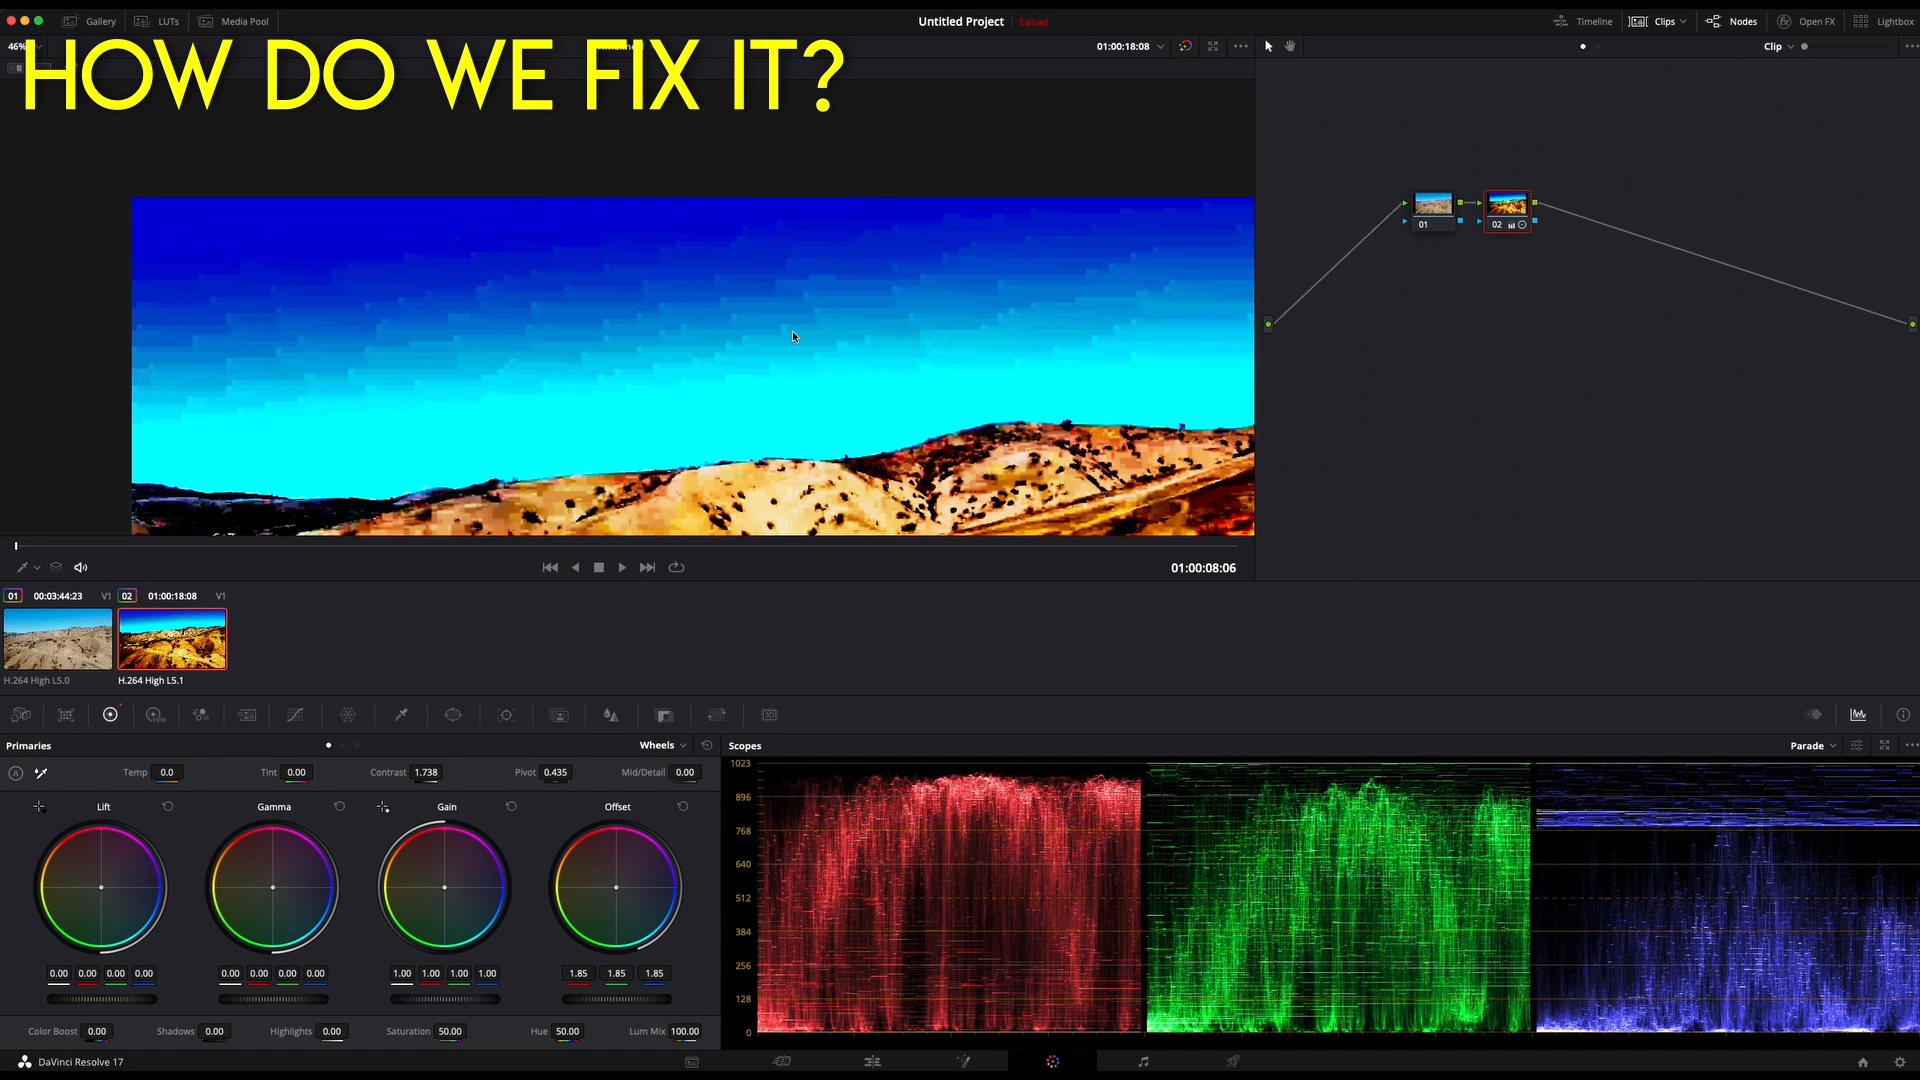 Gallery LUTs Media Pool Untitled Project Edited Timeline Clips Nodes Open FX Lightbox
46% 01:00:18:08 Clip
HOW DO WE FIX IT?
01 02
01:00:08:06
01 00:03:44:23 V1 02 01:00:18:08 V1
H.264 High L5.0 H.264 High L5.1
Primaries Wheels Scopes Parade
Temp 0.0 Tint 0.00 Contrast 1.738 Pivot 0.435 Mid/Detail 0.00
Lift Gamma Gain Offset
0.00 0.00 0.00 0.00 0.00 0.00 0.00 0.00 1.00 1.00 1.00 1.00 1.85 1.85 1.85
Color Boost 0.00 Shadows 0.00 Highlights 0.00 Saturation 50.00 Hue 50.00 Lum Mix 100.00
1023
896
768
640
512
384
256
128
0
DaVinci Resolve 17